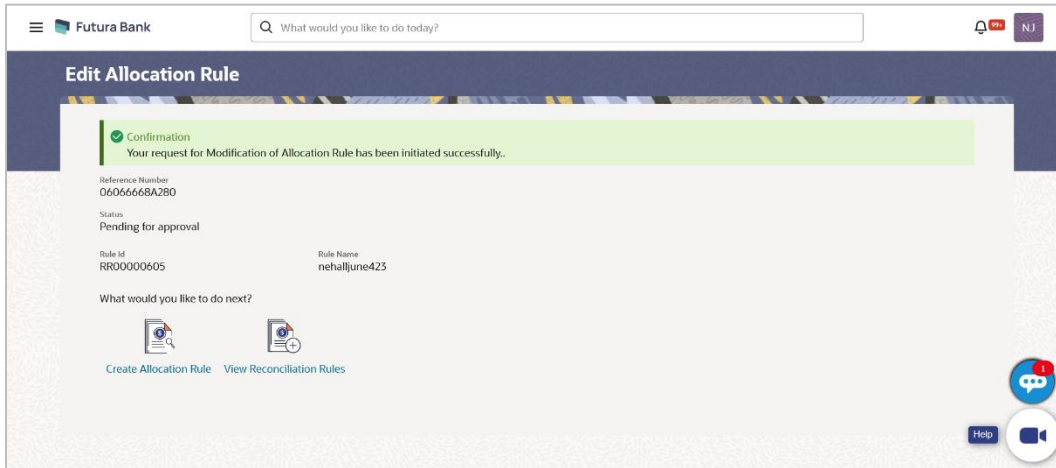 Futura Bank
What would you like to do today?
99+
NJ
Edit Allocation Rule
Confirmation
Your request for Modification of Allocation Rule has been initiated successfully..
Reference Number
06066668A280
Status
Pending for approval
Rule Id
Rule Name
RR00000605
nehalljune423
What would you like to do next?
Create Allocation Rule
View Reconciliation Rules
1
Help